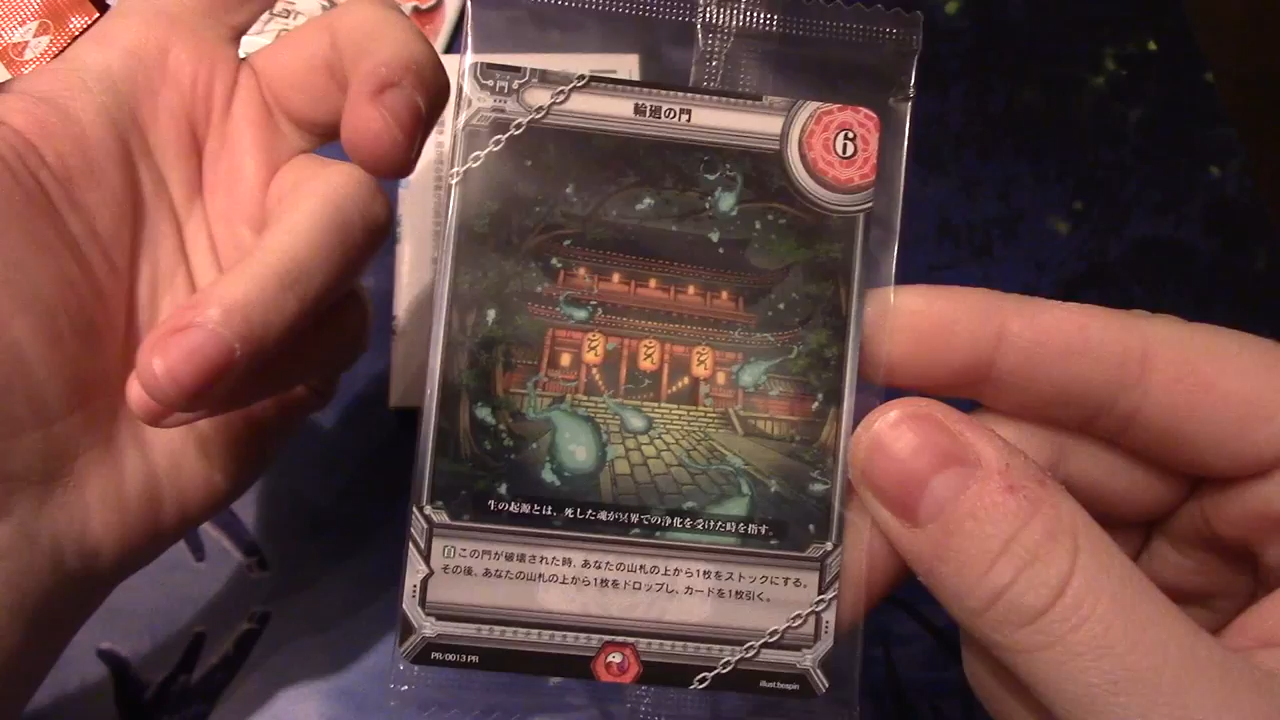 門
輪廻の門
6
生の起源とは、死した魂が冥界での浄化を受けた時を指す。
自この門が破壊された時、あなたの山札の上から1枚をストックにする。
その後、あなたの山札の上から1枚をドロップし、カードを1枚引く。
PR/0013 PR
illust.bospin